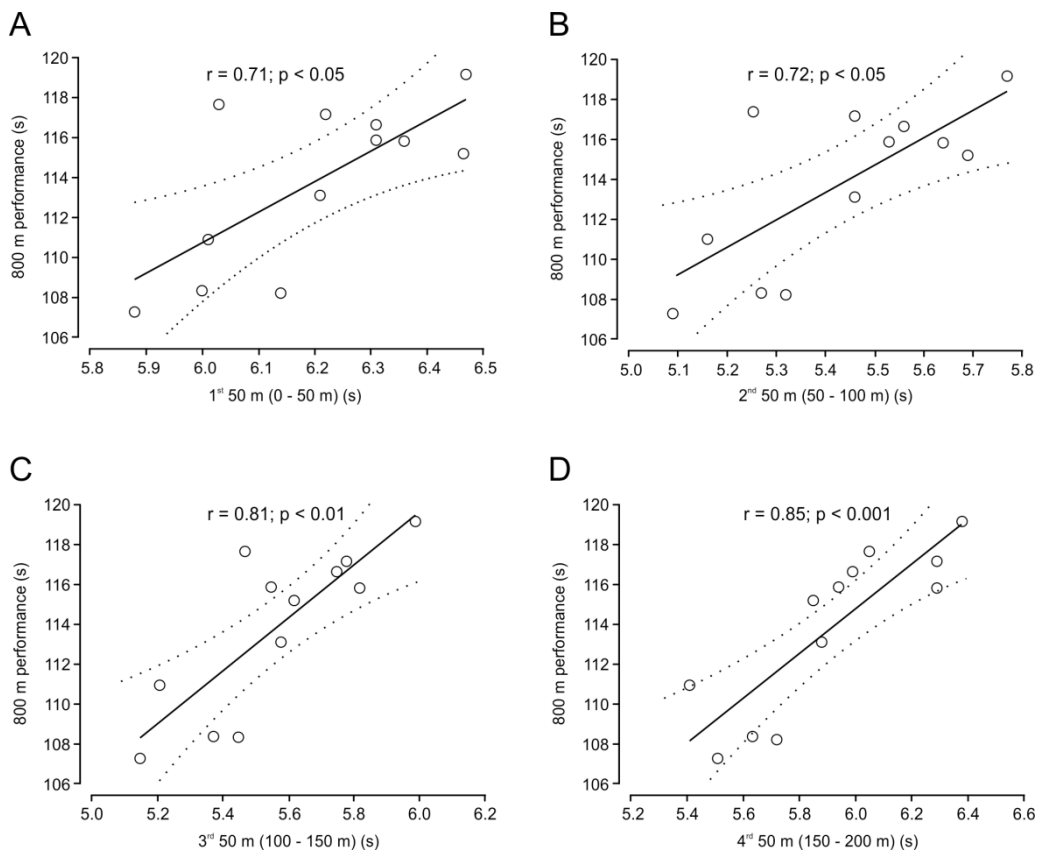 A
r = 0.71; p < 0.05
800 m performance (s)
120
118
116
114
112
110
108
106
5.8 5.9 6.0 6.1 6.2 6.3 6.4 6.5
1st 50 m (0 - 50 m) (s)
B
r = 0.72; p < 0.05
800 m performance (s)
120
118
116
114
112
110
108
106
5.0 5.1 5.2 5.3 5.4 5.5 5.6 5.7 5.8
2nd 50 m (50 - 100 m) (s)
C
r = 0.81; p < 0.01
800 m performance (s)
120
118
116
114
112
110
108
106
5.0 5.2 5.4 5.6 5.8 6.0 6.2
3rd 50 m (100 - 150 m) (s)
D
r = 0.85; p < 0.001
800 m performance (s)
120
118
116
114
112
110
108
106
5.2 5.4 5.6 5.8 6.0 6.2 6.4 6.6
4rd 50 m (150 - 200 m) (s)